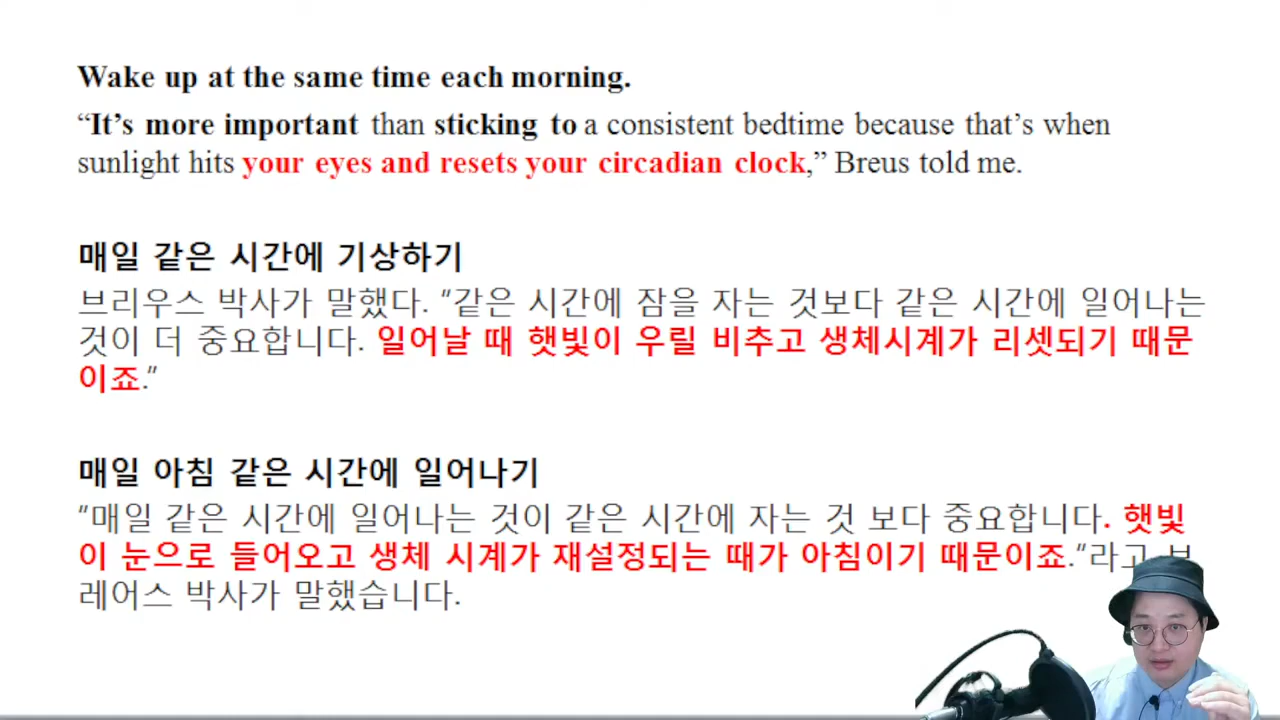 Wake up at the same time each morning.
“It’s more important than sticking to a consistent bedtime because that’s when
sunlight hits your eyes and resets your circadian clock,” Breus told me.
매일 같은 시간에 기상하기
브리우스 박사가 말했다. “같은 시간에 잠을 자는 것보다 같은 시간에 일어나는
것이 더 중요합니다. 일어날 때 햇빛이 우릴 비추고 생체시계가 리셋되기 때문
이죠.”
매일 아침 같은 시간에 일어나기
“매일 같은 시간에 일어나는 것이 같은 시간에 자는 것 보다 중요합니다. 햇빛
이 눈으로 들어오고 생체 시계가 재설정되는 때가 아침이기 때문이죠.”라고 브
레어스 박사가 말했습니다.